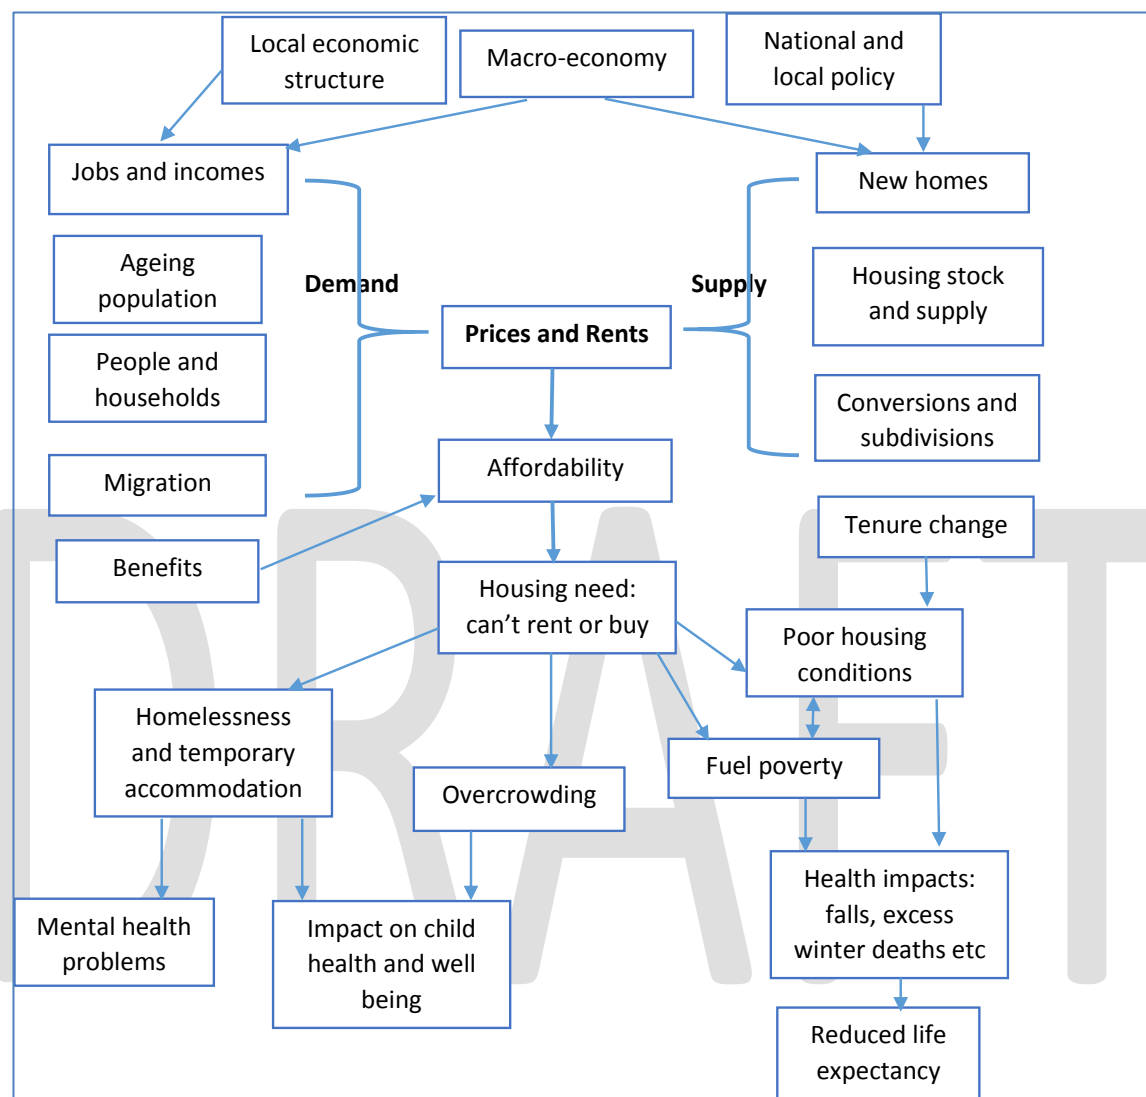 Local economic
structure
Macro-economy
National and
local policy
Jobs and incomes
New homes
Ageing
population
Demand
Supply
Housing stock
and supply
Prices and Rents
People and
households
Conversions and
subdivisions
Affordability
Migration
Tenure change
Benefits
Housing need:
can’t rent or buy
Poor housing
conditions
Homelessness
and temporary
accommodation
Fuel poverty
Overcrowding
Health impacts:
falls, excess
winter deaths etc
Mental health
problems
Impact on child
health and well
being
Reduced life
expectancy
DRAFT